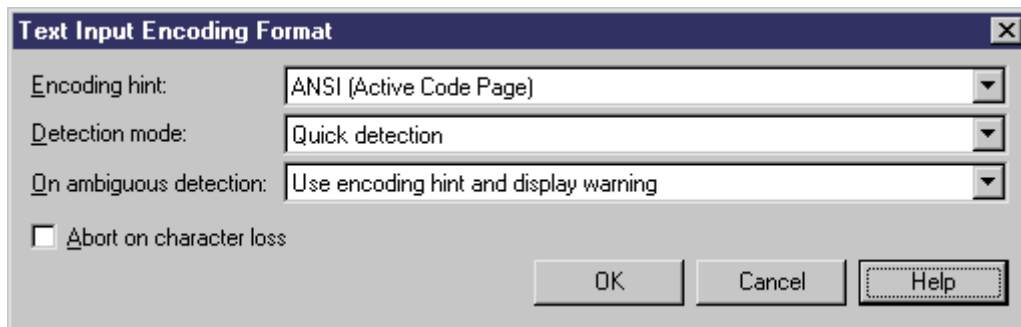 Text Input Encoding Format
Encoding hint: ANSI (Active Code Page)
Detection mode: Quick detection
On ambiguous detection: Use encoding hint and display warning
Abort on character loss
OK Cancel Help